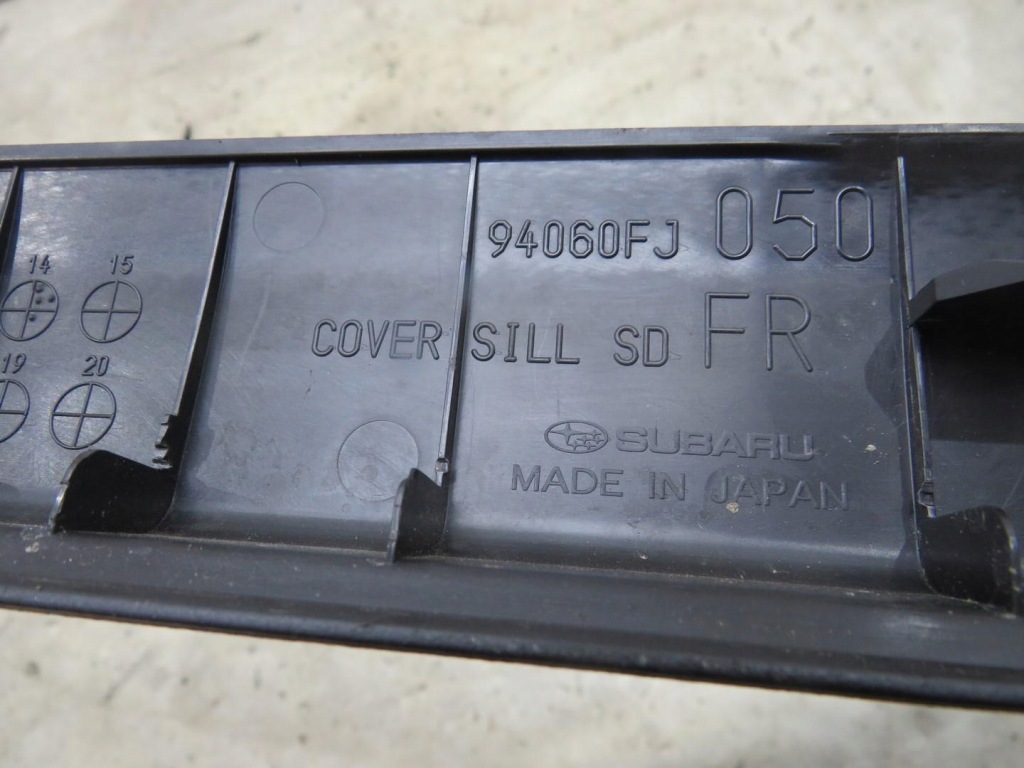 94060FJ 050
COVER SILL SD FR
SUBARU
MADE IN JAPAN
14 15
19 20